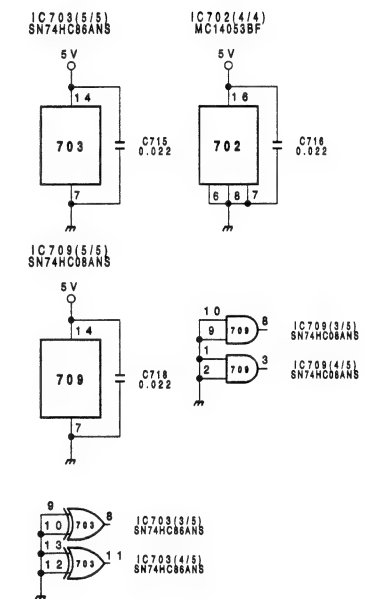 IC703(5/5)
SN74HC86ANS
5V
14
703
C715
0.022
7
IC702(4/4)
MC14053BF
5V
16
702
C716
0.022
6 8 7
IC709(5/5)
SN74HC08ANS
5V
14
709
C718
0.022
7
10
9
709
8
IC709(3/5)
SN74HC08ANS
1
2
709
3
IC709(4/5)
SN74HC08ANS
9
10
703
8
IC703(3/5)
SN74HC86ANS
13
12
703
11
IC703(4/5)
SN74HC86ANS